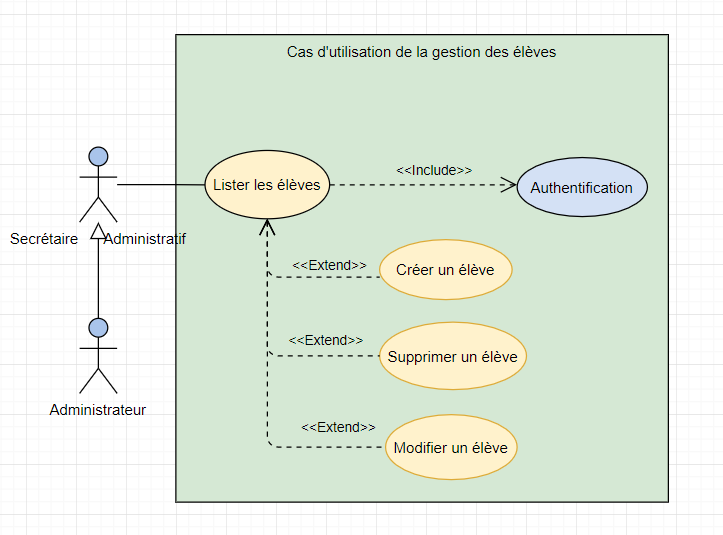 Cas d'utilisation de la gestion des élèves
Lister les élèves
<<Include>>
Authentification
Secrétaire Administratif
<<Extend>>
Créer un élève
<<Extend>>
Supprimer un élève
Administrateur
<<Extend>>
Modifier un élève